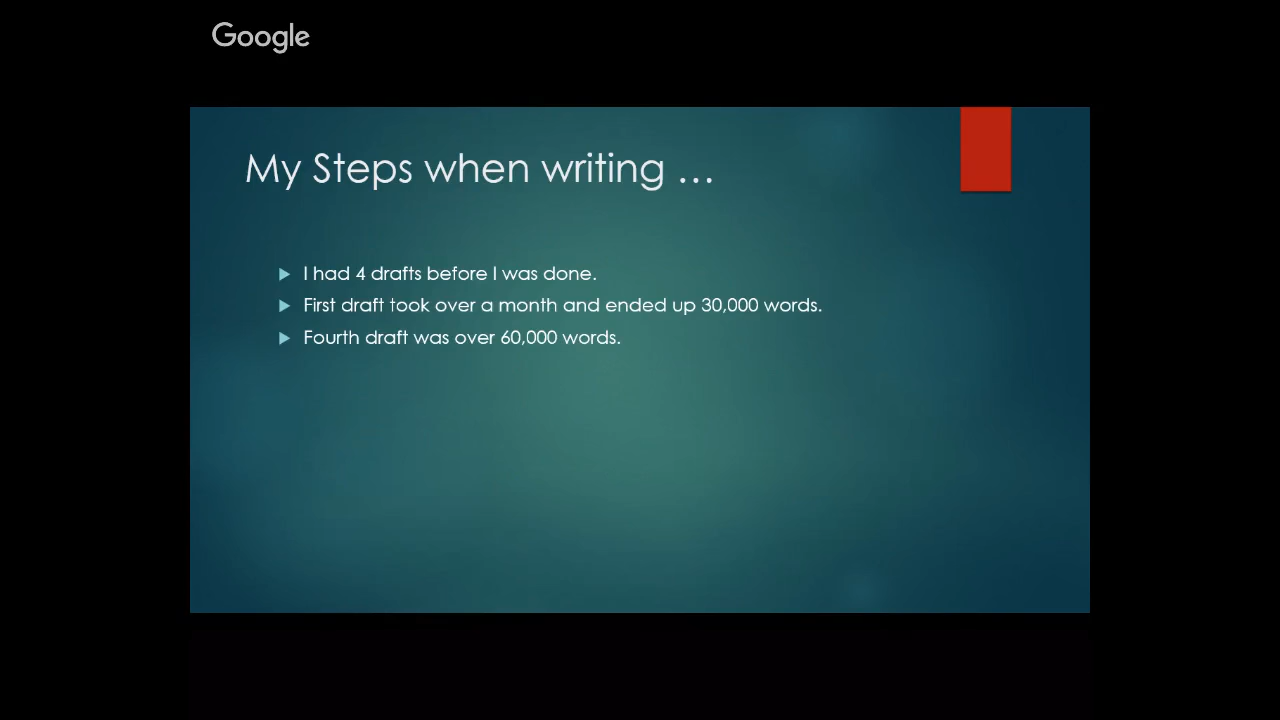 Google
My Steps when writing …
I had 4 drafts before I was done.
First draft took over a month and ended up 30,000 words.
Fourth draft was over 60,000 words.